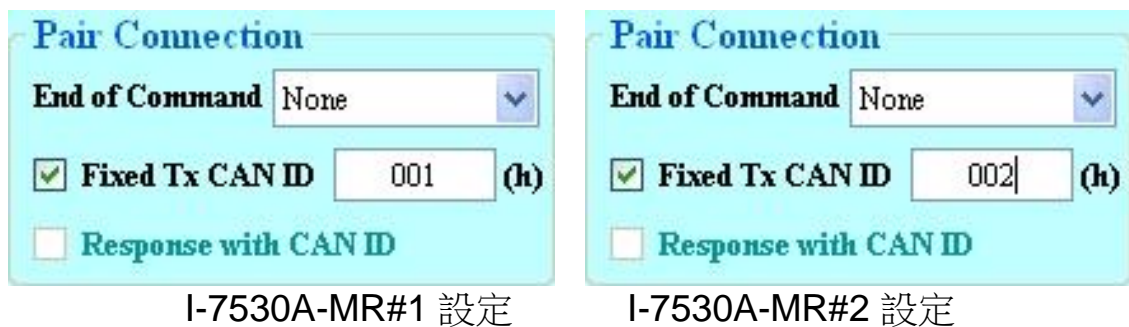 Pair Connection
End of Command None
Fixed Tx CAN ID 001 (h)
Response with CAN ID
I-7530A-MR#1 設定
Pair Connection
End of Command None
Fixed Tx CAN ID 002 (h)
Response with CAN ID
I-7530A-MR#2 設定